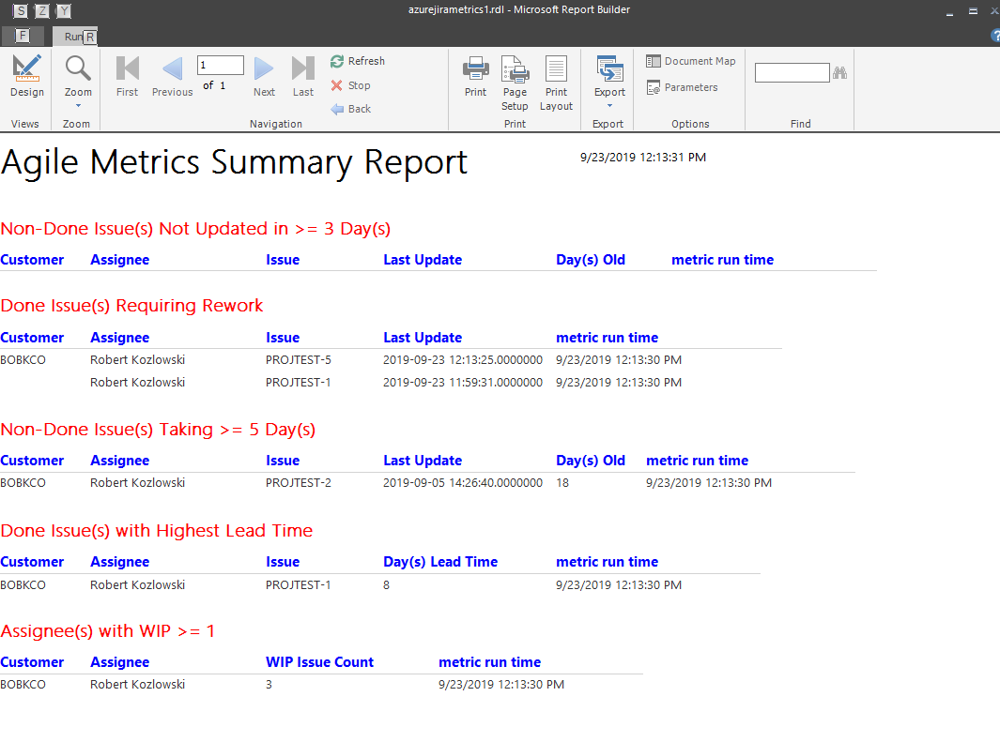 S Z Y
azurejirametrics1.rdl - Microsoft Report Builder
F Run R
?
Design
Zoom
First Previous
1
of 1
Next Last
Refresh
Stop
Back
Print Page Setup Print Layout
Export
Document Map
Parameters
Views Zoom Navigation Print Export Options Find
Agile Metrics Summary Report 9/23/2019 12:13:31 PM
Non-Done Issue(s) Not Updated in >= 3 Day(s)
Customer Assignee Issue Last Update Day(s) Old metric run time
Done Issue(s) Requiring Rework
Customer Assignee Issue Last Update metric run time
BOBKCO Robert Kozlowski PROJTEST-5 2019-09-23 12:13:25.0000000 9/23/2019 12:13:30 PM
Robert Kozlowski PROJTEST-1 2019-09-23 11:59:31.0000000 9/23/2019 12:13:30 PM
Non-Done Issue(s) Taking >= 5 Day(s)
Customer Assignee Issue Last Update Day(s) Old metric run time
BOBKCO Robert Kozlowski PROJTEST-2 2019-09-05 14:26:40.0000000 18 9/23/2019 12:13:30 PM
Done Issue(s) with Highest Lead Time
Customer Assignee Issue Day(s) Lead Time metric run time
BOBKCO Robert Kozlowski PROJTEST-1 8 9/23/2019 12:13:30 PM
Assignee(s) with WIP >= 1
Customer Assignee WIP Issue Count metric run time
BOBKCO Robert Kozlowski 3 9/23/2019 12:13:30 PM